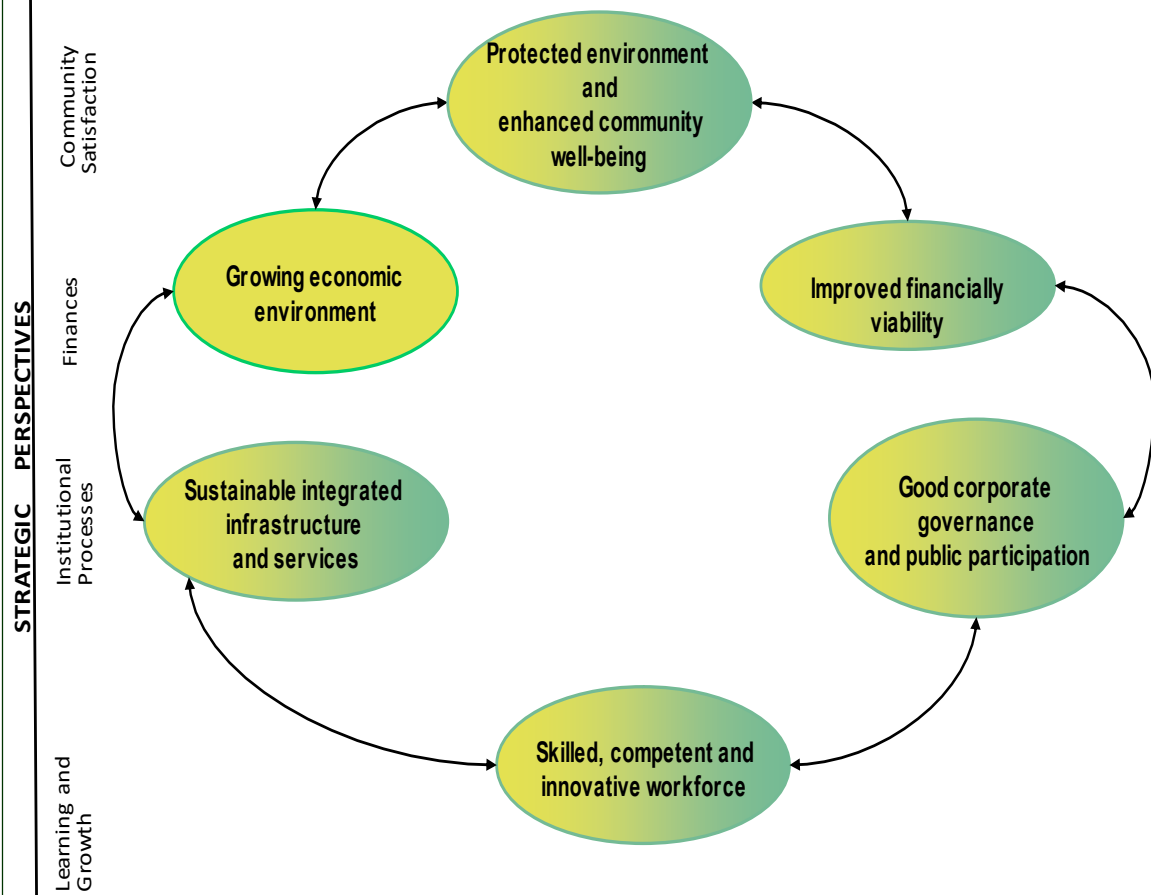 STRATEGIC PERSPECTIVES
Community
Satisfaction
Finances
Institutional
Processes
Learning and
Growth
Protected environment
and
enhanced community
well-being
Growing economic
environment
Improved financially
viability
Sustainable integrated
infrastructure
and services
Good corporate
governance
and public participation
Skilled, competent and
innovative workforce